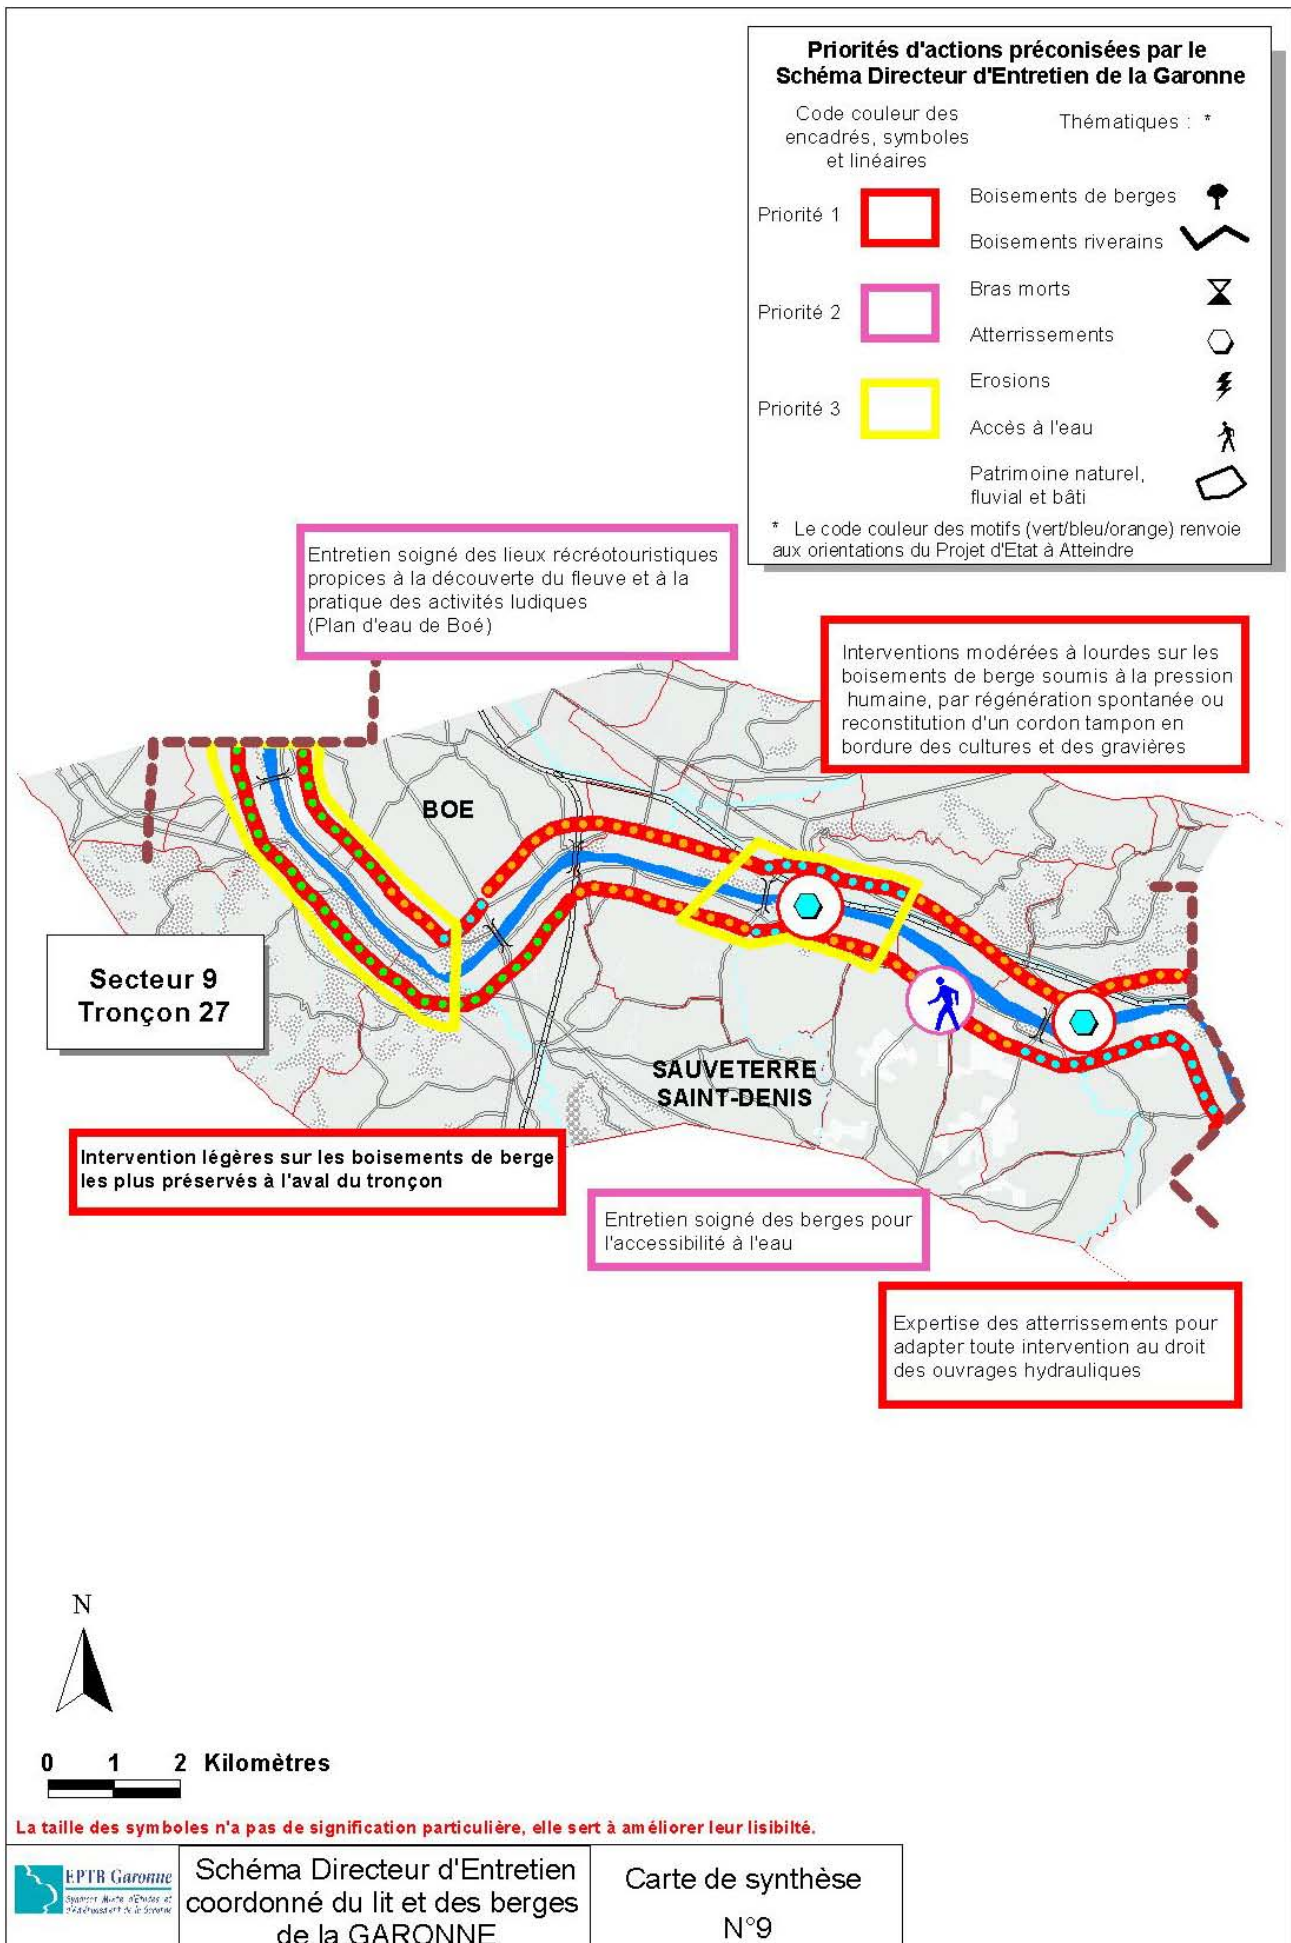 Priorités d'actions préconisées par le
Schéma Directeur d'Entretien de la Garonne
Code couleur des
encadrés, symboles
et linéaires
Thématiques : *
Priorité 1
Priorité 2
Priorité 3
Boisements de berges
Boisements riverains
Bras morts
Atterrissements
Erosions
Accès à l'eau
Patrimoine naturel,
fluvial et bâti
* Le code couleur des motifs (vert/bleu/orange) renvoie
aux orientations du Projet d'Etat à Atteindre
Entretien soigné des lieux récréotouristiques
propices à la découverte du fleuve et à la
pratique des activités ludiques
(Plan d'eau de Boé)
Interventions modérées à lourdes sur les
boisements de berge soumis à la pression
humaine, par régénération spontanée ou
reconstitution d'un cordon tampon en
bordure des cultures et des gravières
BOE
Secteur 9
Tronçon 27
SAUVETERRE
SAINT-DENIS
Intervention légères sur les boisements de berge
les plus préservés à l'aval du tronçon
Entretien soigné des berges pour
l'accessibilité à l'eau
Expertise des atterrissements pour
adapter toute intervention au droit
des ouvrages hydrauliques
N
0 1 2 Kilomètres
La taille des symboles n'a pas de signification particulière, elle sert à améliorer leur lisibilté.
EPTB Garonne
Syndicat Mixte d'Etudes et
d'Aménagement de la Garonne
Schéma Directeur d'Entretien
coordonné du lit et des berges
de la GARONNE
Carte de synthèse
N°9